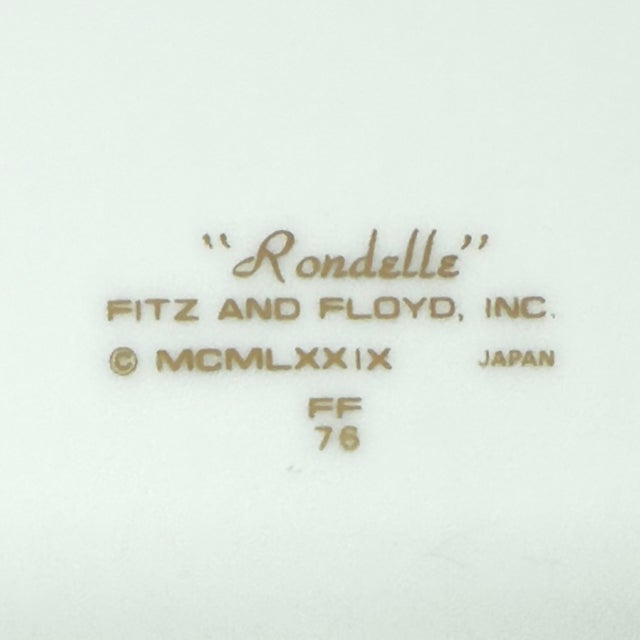 "Rondelle"
FITZ AND FLOYD, INC.
© MCMLXXIX JAPAN
FF
76